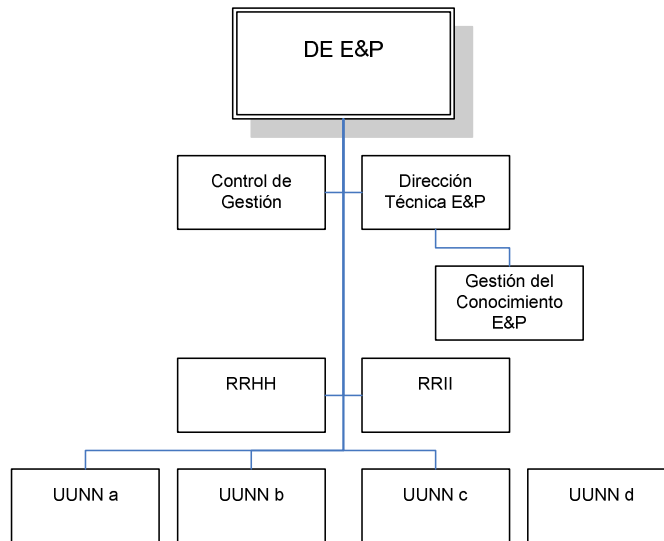 DE E&P
Control de
Gestión
Dirección
Técnica E&P
Gestión del
Conocimiento
E&P
RRHH
RRII
UUNN a
UUNN b
UUNN c
UUNN d